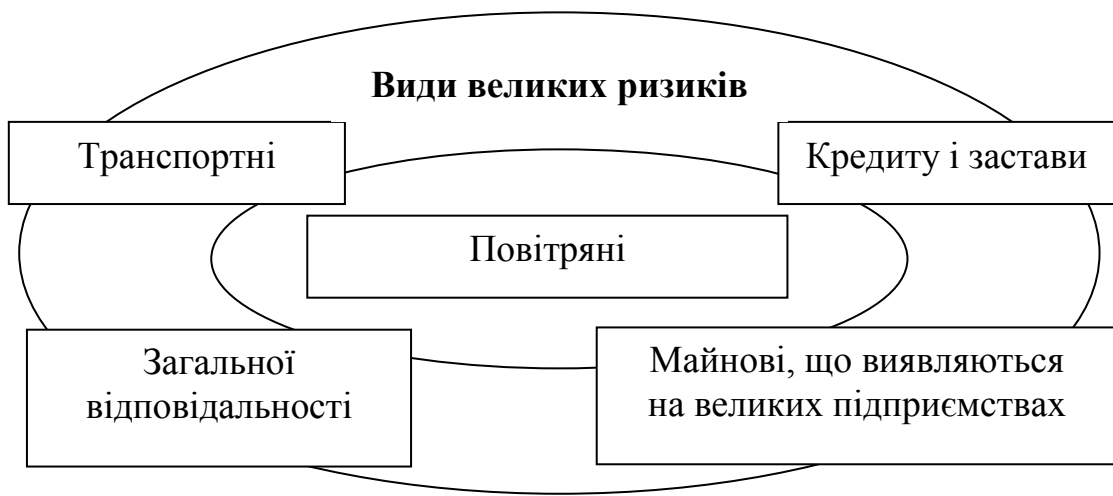 Види великих ризиків
Транспортні
Кредиту і застави
Повітряні
Загальної
відповідальності
Майнові, що виявляються
на великих підприємствах